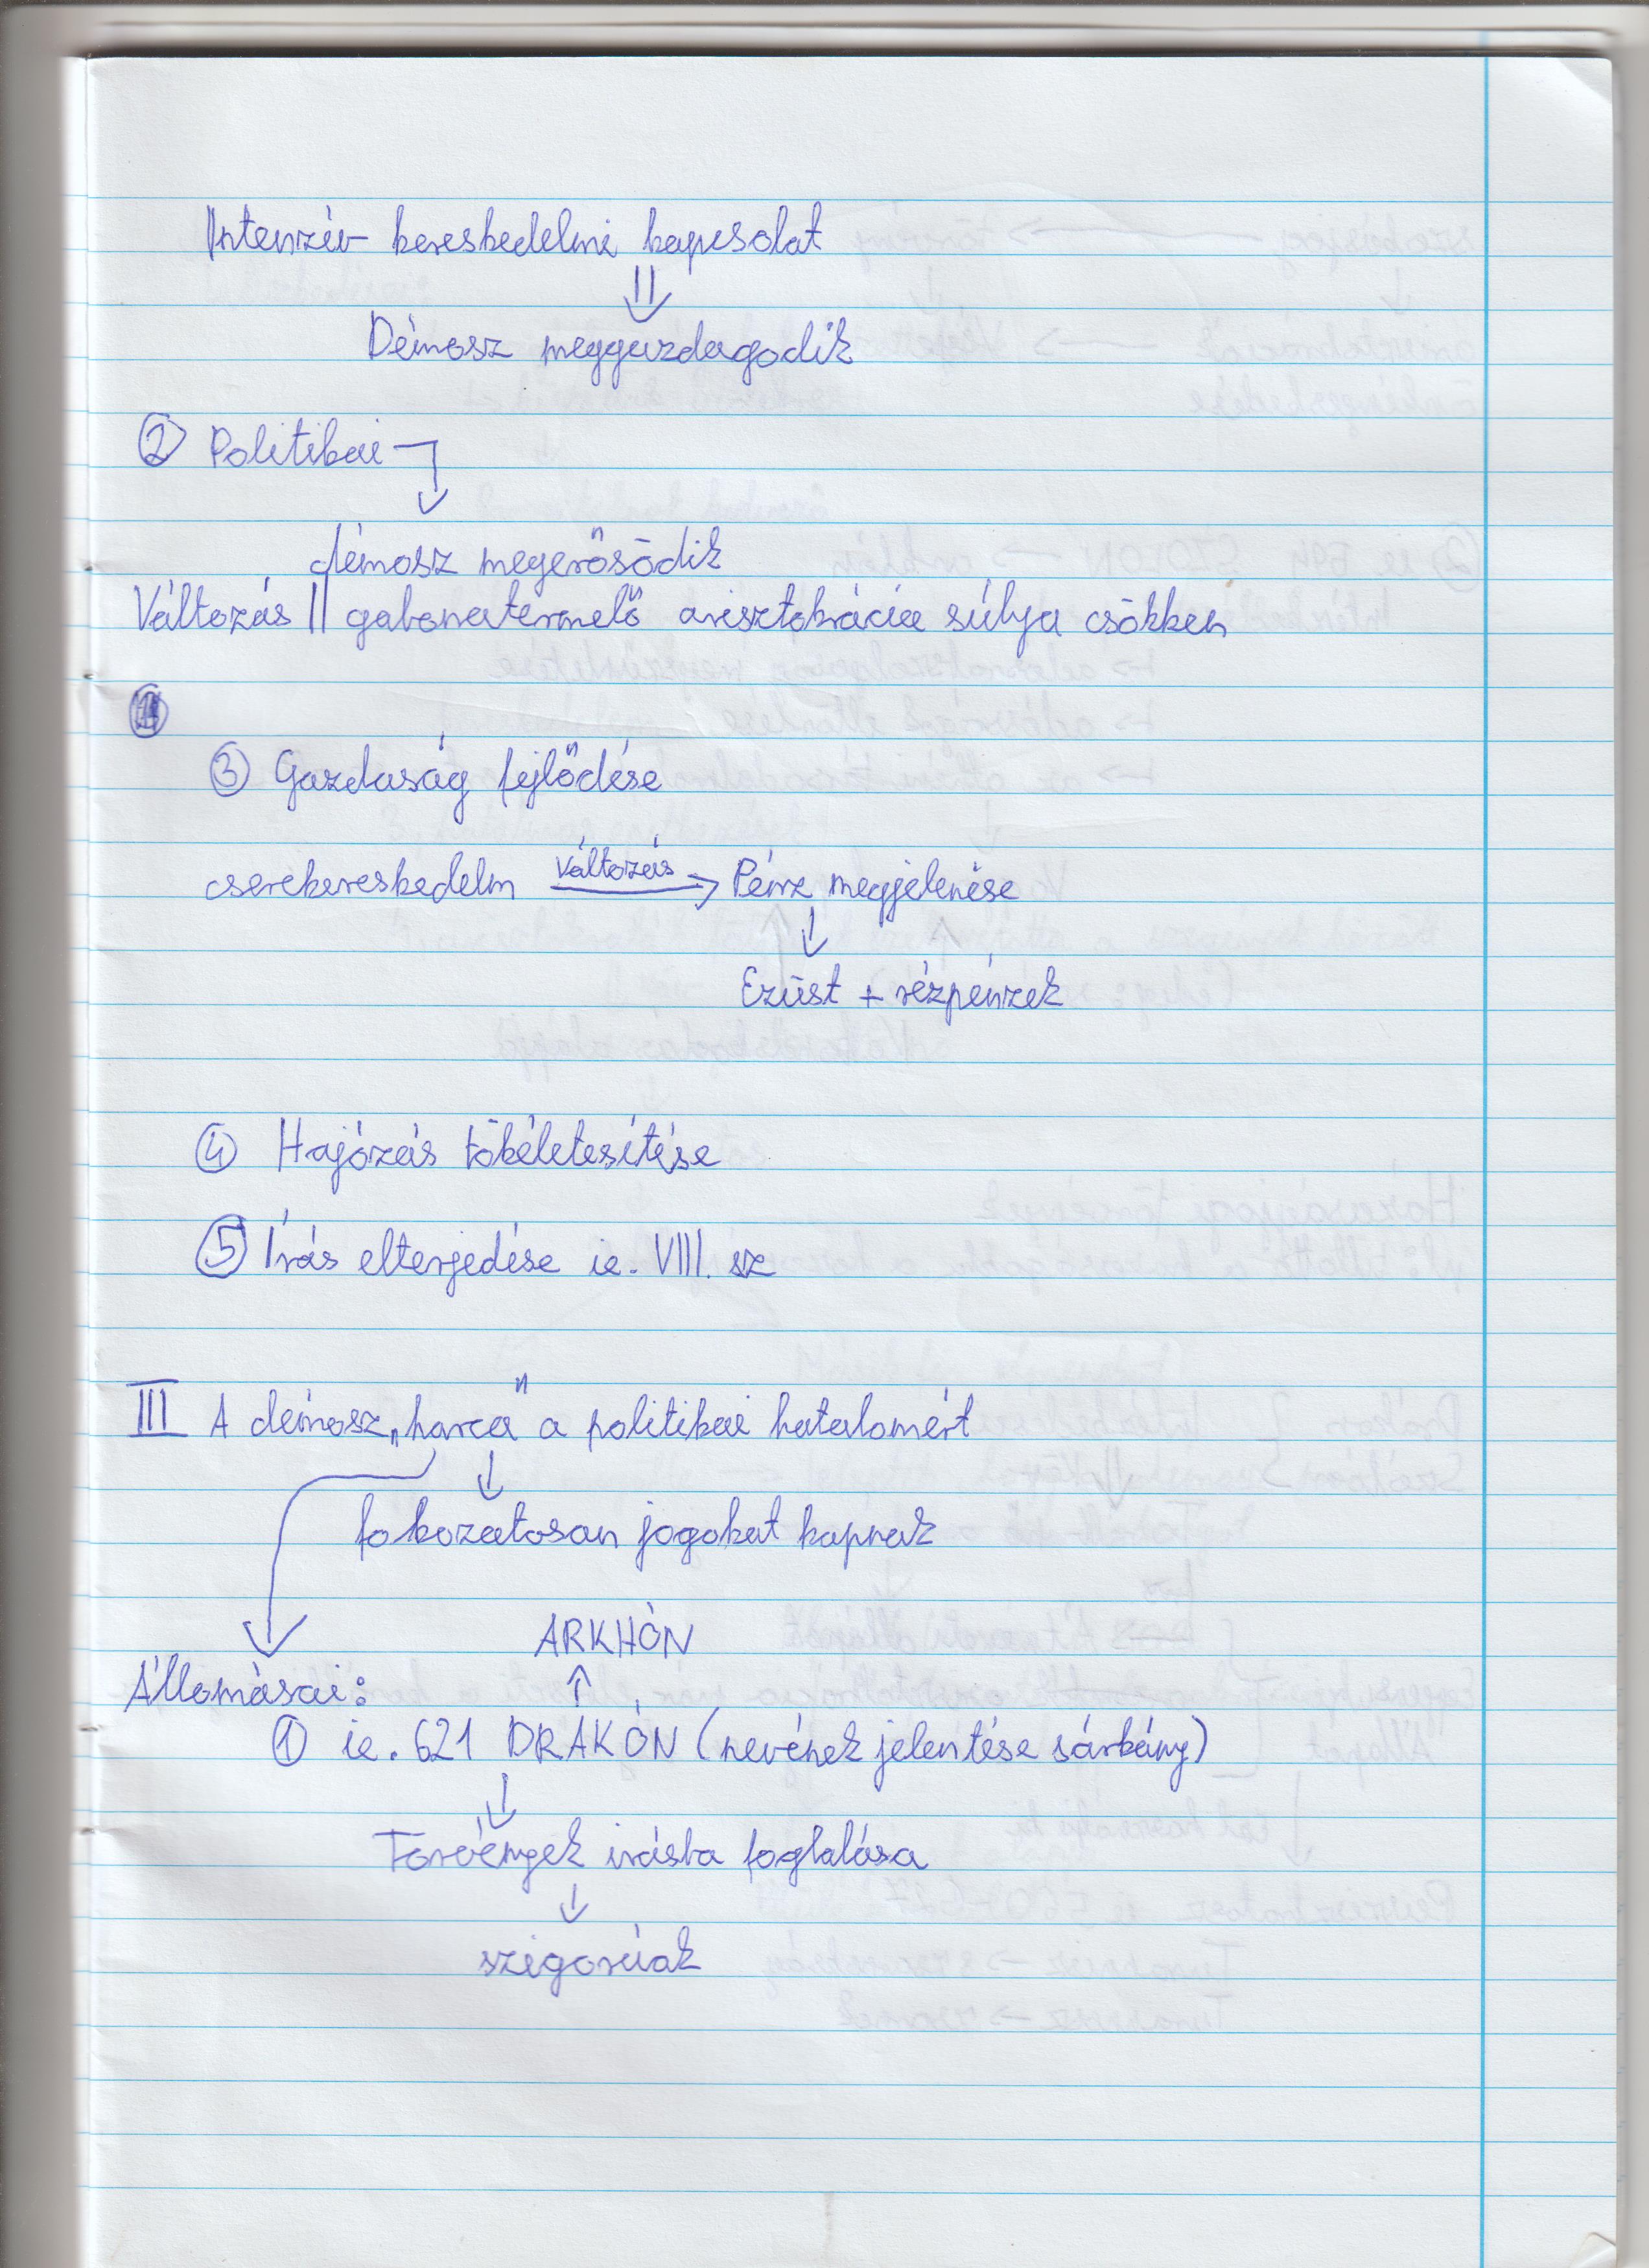 Intenzív kereskedelmi kapcsolat
⇓
Démosz meggazdagodik
② Politikai
↓
démosz megerősödik
Változás || gabonatermelő arisztokrácia súlya csökken
③ Gazdaság fejlődése
cserekereskedelm változás → Pénz megjelenése
↓
Ezüst + rézpénzek
④ Hajózás tökéletesítése
⑤ Írás elterjedése ie. VIII. sz
III A démosz „harca" a politikai hatalomért
↓
fokozatosan jogokat kapnak
ARKHÓN
Állomásai: ↑
① ie. 621 DRAKÓN (nevének jelentése sárkány)
↓
Törvények írásba foglalása
↓
szigorúak